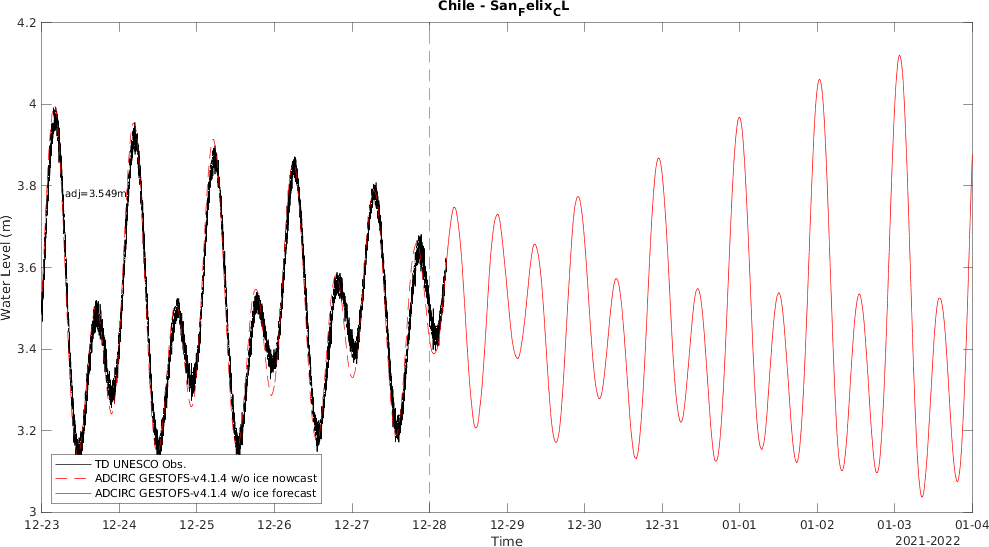 Chile - SanFelixCL
4.2
4
3.8
3.6
3.4
3.2
3
Water Level (m)
adj=3.549m
TD UNESCO Obs.
ADCIRC GESTOFS-v4.1.4 w/o ice nowcast
ADCIRC GESTOFS-v4.1.4 w/o ice forecast
12-23 12-24 12-25 12-26 12-27 12-28 12-29 12-30 12-31 01-01 01-02 01-03 01-04
Time
2021-2022